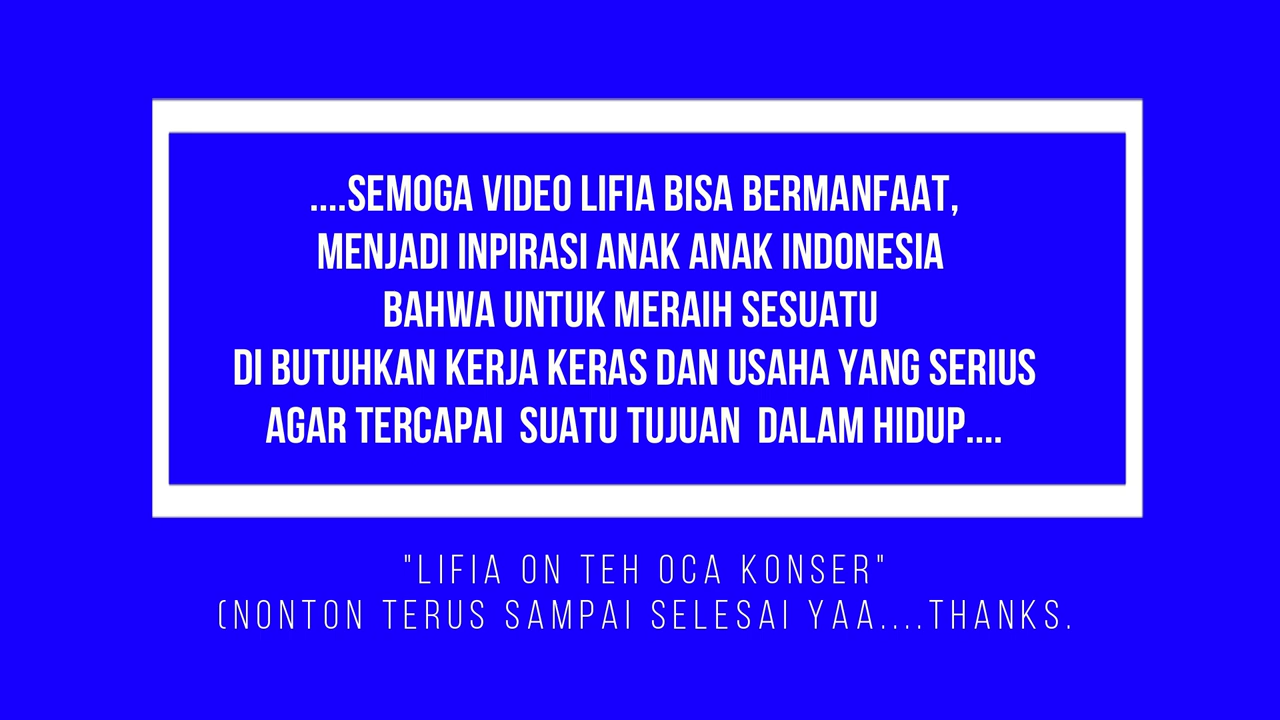 ....SEMOGA VIDEO LIFIA BISA BERMANFAAT,
MENJADI INPIRASI ANAK ANAK INDONESIA
BAHWA UNTUK MERAIH SESUATU
DI BUTUHKAN KERJA KERAS DAN USAHA YANG SERIUS
AGAR TERCAPAI SUATU TUJUAN DALAM HIDUP....
"LIFIA ON TEH OCA KONSER"
(NONTON TERUS SAMPAI SELESAI YAA....THANKS.